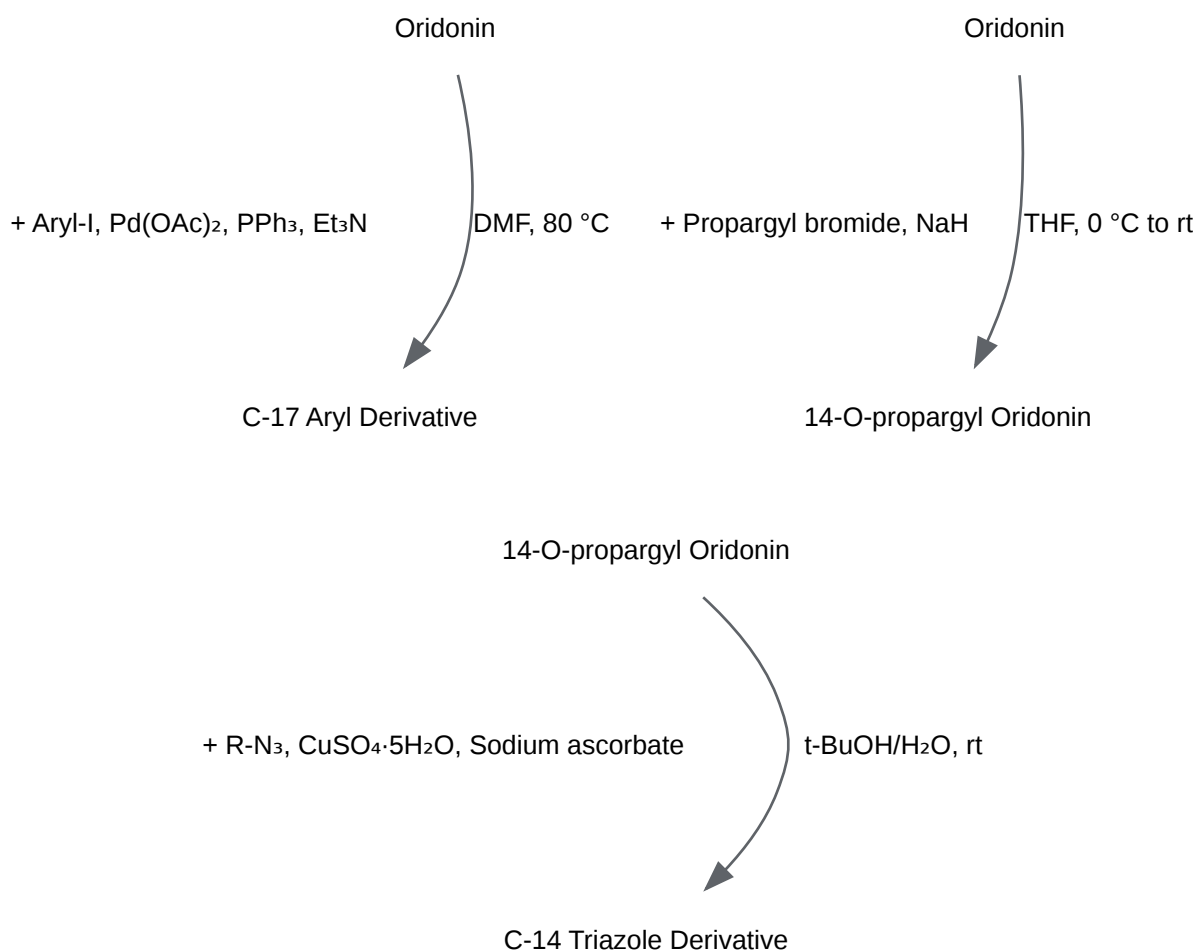 Oridonin
+ Aryl-I, Pd(OAc)₂, PPh₃, Et₃N
DMF, 80 °C
C-17 Aryl Derivative
Oridonin
+ Propargyl bromide, NaH
THF, 0 °C to rt
14-O-propargyl Oridonin
14-O-propargyl Oridonin
+ R-N₃, CuSO₄·5H₂O, Sodium ascorbate
t-BuOH/H₂O, rt
C-14 Triazole Derivative